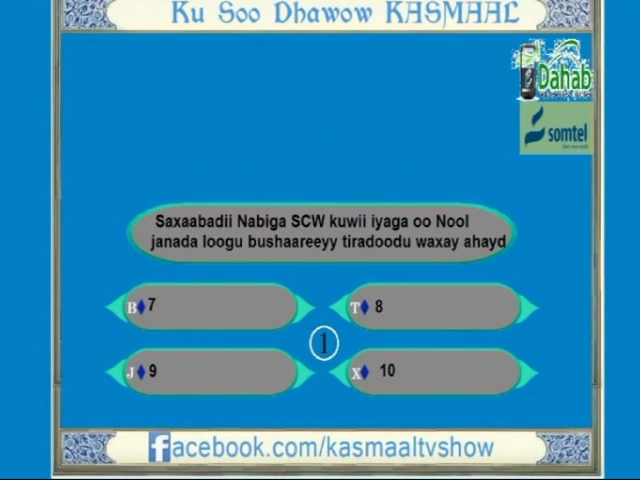 Ku Soo Dhawow KASMAAL
Dahab
somtel
Saxaabadii Nabiga SCW kuwii iyaga oo Nool
janada loogu bushaareeyy tiradoodu waxay ahayd
B 7
T 8
1
J 9
X 10
facebook.com/kasmaaltvshow